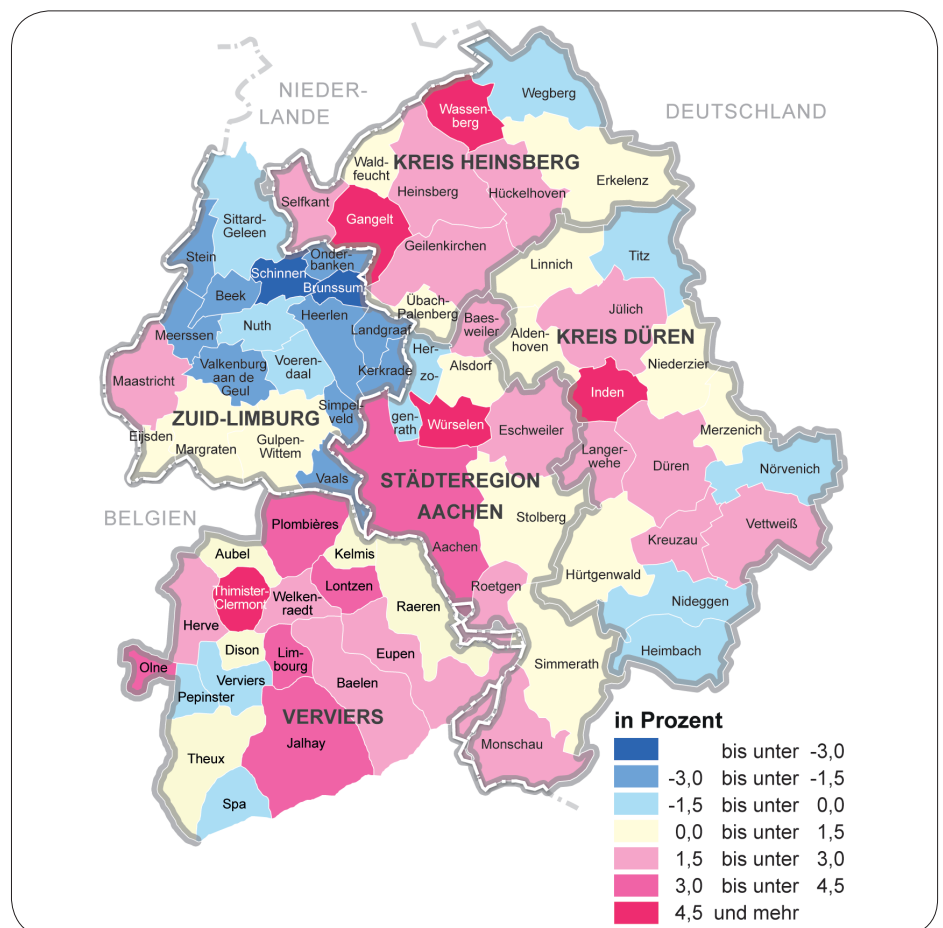 NIEDER-
LANDE
DEUTSCHLAND
BELGIEN
KREIS HEINSBERG
Wegberg
Wassen-
berg
Wald-
feucht
Erkelenz
Heinsberg
Hückelhoven
Selfkant
Gangelt
Geilenkirchen
Übach-
Palenberg
KREIS DÜREN
Linnich
Titz
Jülich
Alden-
hoven
Niederzier
Inden
Merzenich
Langer-
wehe
Düren
Nörvenich
Vettweiß
Kreuzau
Hürtgenwald
Nideggen
Heimbach
ZUID-LIMBURG
Sittard-
Geleen
Stein
Onder-
banken
Schinnen
Brunssum
Beek
Heerlen
Nuth
Landgraaf
Meerssen
Voeren-
daal
Valkenburg
aan de
Geul
Kerkrade
Maastricht
Simpel-
veld
Eijsden
Margraten
Gulpen-
Wittem
Vaals
STÄDTEREGION
AACHEN
Baes-
weiler
Her-
zo-
genrath
Alsdorf
Würselen
Eschweiler
Stolberg
Aachen
Roetgen
Simmerath
Monschau
VERVIERS
Plombières
Aubel
Kelmis
Thimister-
Clermont
Welken-
raedt
Lontzen
Raeren
Herve
Dison
Lim-
bourg
Eupen
Olne
Verviers
Baelen
Pepinster
Theux
Jalhay
Spa
in Prozent
bis unter -3,0
-3,0 bis unter -1,5
-1,5 bis unter 0,0
0,0 bis unter 1,5
1,5 bis unter 3,0
3,0 bis unter 4,5
4,5 und mehr